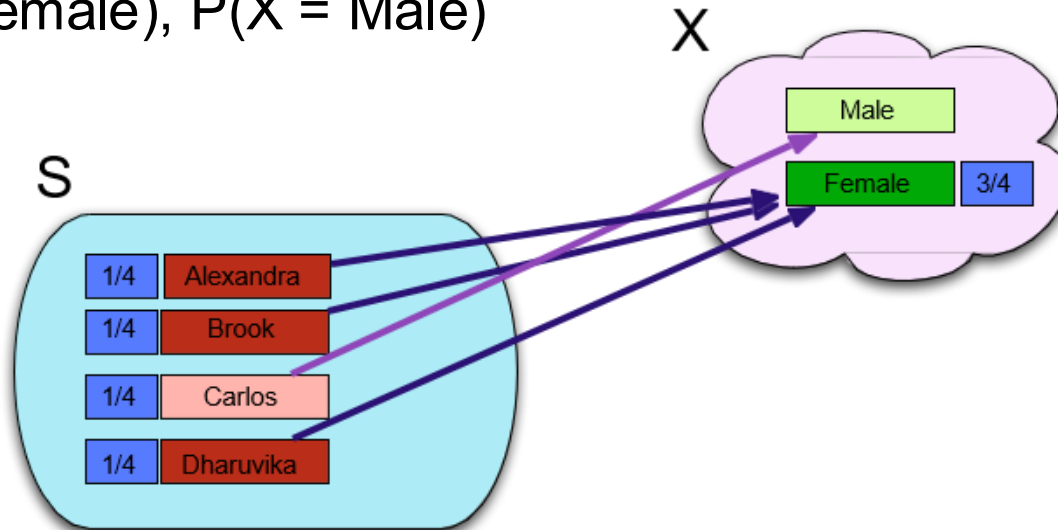 emale), P(X = Male)
X
Male
Female 3/4
S
1/4 Alexandra
1/4 Brook
1/4 Carlos
1/4 Dharuvika